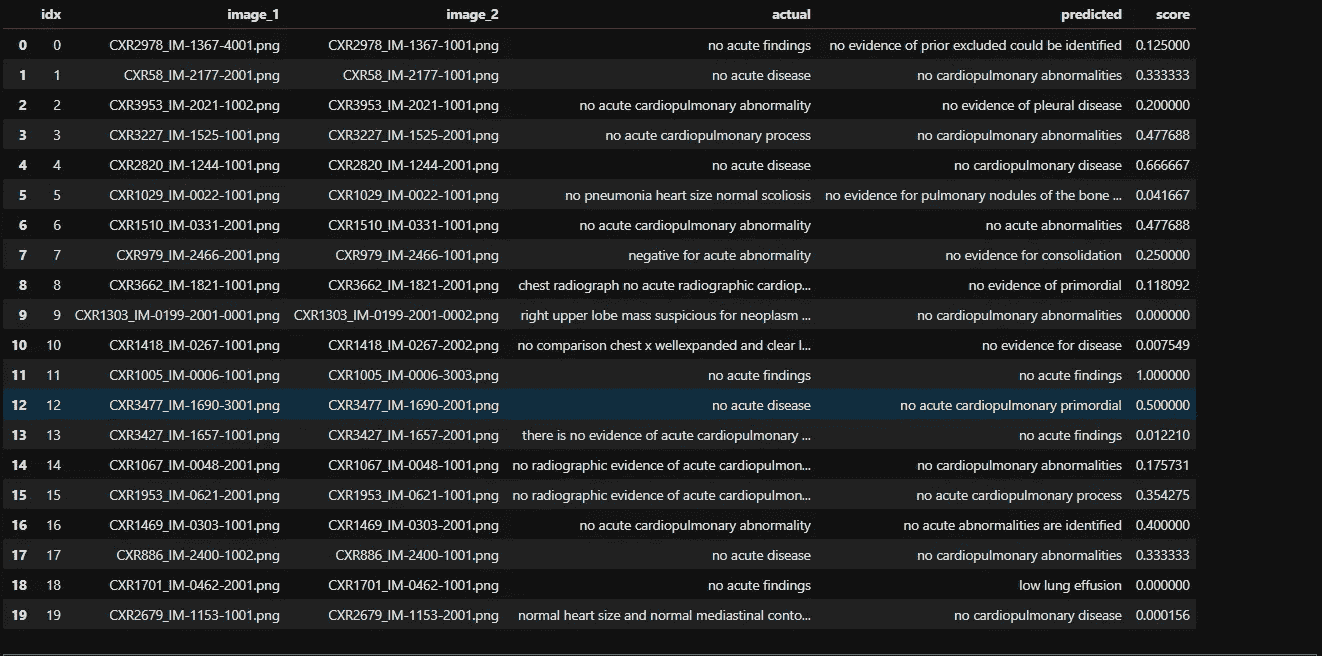 idx image_1 image_2 actual predicted score
0 0 CXR2978_IM-1367-4001.png CXR2978_IM-1367-1001.png no acute findings no evidence of prior excluded could be identified 0.125000
1 1 CXR58_IM-2177-2001.png CXR58_IM-2177-1001.png no acute disease no cardiopulmonary abnormalities 0.333333
2 2 CXR3953_IM-2021-1002.png CXR3953_IM-2021-1001.png no acute cardiopulmonary abnormality no evidence of pleural disease 0.200000
3 3 CXR3227_IM-1525-1001.png CXR3227_IM-1525-2001.png no acute cardiopulmonary process no cardiopulmonary abnormalities 0.477688
4 4 CXR2820_IM-1244-1001.png CXR2820_IM-1244-2001.png no acute disease no cardiopulmonary disease 0.666667
5 5 CXR1029_IM-0022-1001.png CXR1029_IM-0022-1001.png no pneumonia heart size normal scoliosis no evidence for pulmonary nodules of the bone ... 0.041667
6 6 CXR1510_IM-0331-2001.png CXR1510_IM-0331-1001.png no acute cardiopulmonary abnormality no acute abnormalities 0.477688
7 7 CXR979_IM-2466-2001.png CXR979_IM-2466-1001.png negative for acute abnormality no evidence for consolidation 0.250000
8 8 CXR3662_IM-1821-1001.png CXR3662_IM-1821-2001.png chest radiograph no acute radiographic cardiop... no evidence of primordial 0.118092
9 9 CXR1303_IM-0199-2001-0001.png CXR1303_IM-0199-2001-0002.png right upper lobe mass suspicious for neoplasm ... no cardiopulmonary abnormalities 0.000000
10 10 CXR1418_IM-0267-1001.png CXR1418_IM-0267-2002.png no comparison chest x wellexpanded and clear l... no evidence for disease 0.007549
11 11 CXR1005_IM-0006-1001.png CXR1005_IM-0006-3003.png no acute findings no acute findings 1.000000
12 12 CXR3477_IM-1690-3001.png CXR3477_IM-1690-2001.png no acute disease no acute cardiopulmonary primordial 0.500000
13 13 CXR3427_IM-1657-1001.png CXR3427_IM-1657-2001.png there is no evidence of acute cardiopulmonary ... no acute findings 0.012210
14 14 CXR1067_IM-0048-2001.png CXR1067_IM-0048-1001.png no radiographic evidence of acute cardiopulmon... no cardiopulmonary abnormalities 0.175731
15 15 CXR1953_IM-0621-2001.png CXR1953_IM-0621-1001.png no radiographic evidence of acute cardiopulmon... no acute cardiopulmonary process 0.354275
16 16 CXR1469_IM-0303-1001.png CXR1469_IM-0303-2001.png no acute cardiopulmonary abnormality no acute abnormalities are identified 0.400000
17 17 CXR886_IM-2400-1002.png CXR886_IM-2400-1001.png no acute disease no cardiopulmonary abnormalities 0.333333
18 18 CXR1701_IM-0462-2001.png CXR1701_IM-0462-1001.png no acute findings low lung effusion 0.000000
19 19 CXR2679_IM-1153-1001.png CXR2679_IM-1153-2001.png normal heart size and normal mediastinal conto... no cardiopulmonary disease 0.000156